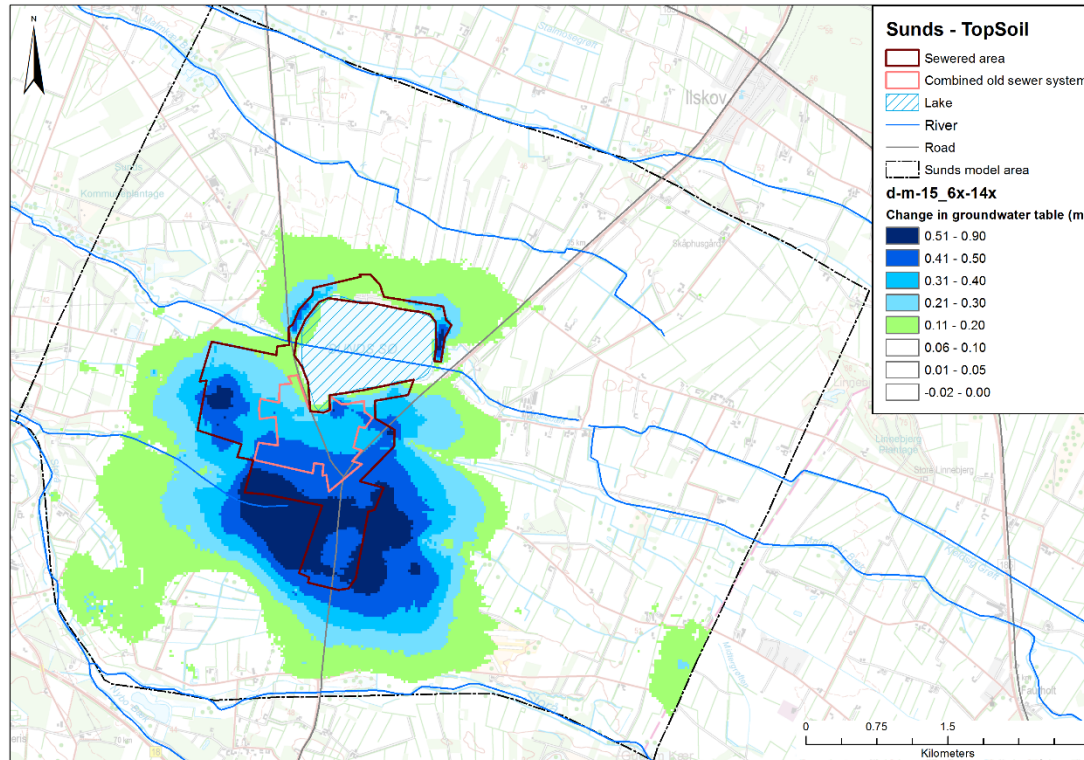 N
Sunds - TopSoil
Sewered area
Combined old sewer system
Lake
River
Road
Sunds model area
d-m-15_6x-14x
Change in groundwater table (m
0.51 - 0.90
0.41 - 0.50
0.31 - 0.40
0.21 - 0.30
0.11 - 0.20
0.06 - 0.10
0.01 - 0.05
-0.02 - 0.00
Ilskov
Skåphusgård
Store Linnebjerg
0 0.75 1.5
Kilometers